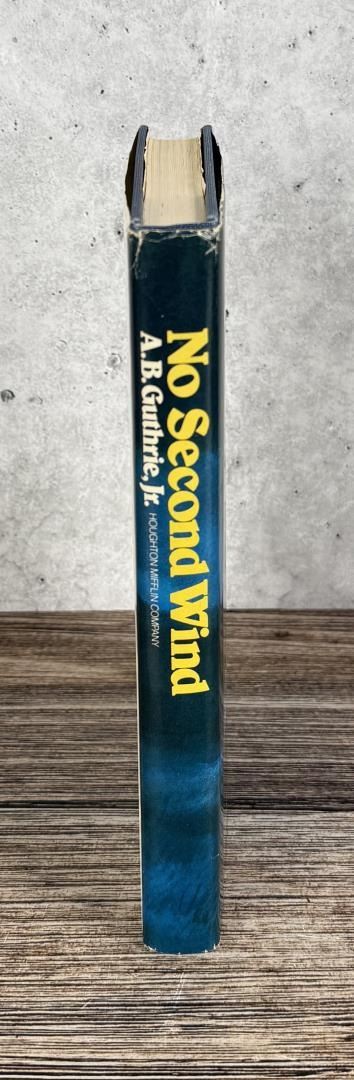 No Second Wind
A.B. Guthrie, Jr. HOUGHTON MIFFLIN COMPANY